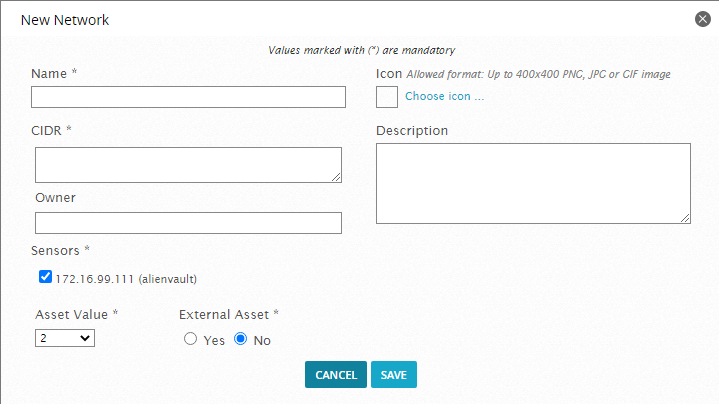 New Network
Values marked with (*) are mandatory
Name *
Icon Allowed format: Up to 400x400 PNG, JPG or GIF image
Choose icon ...
CIDR *
Description
Owner
Sensors *
172.16.99.111 (alienvault)
Asset Value *
External Asset *
2
Yes
No
CANCEL
SAVE